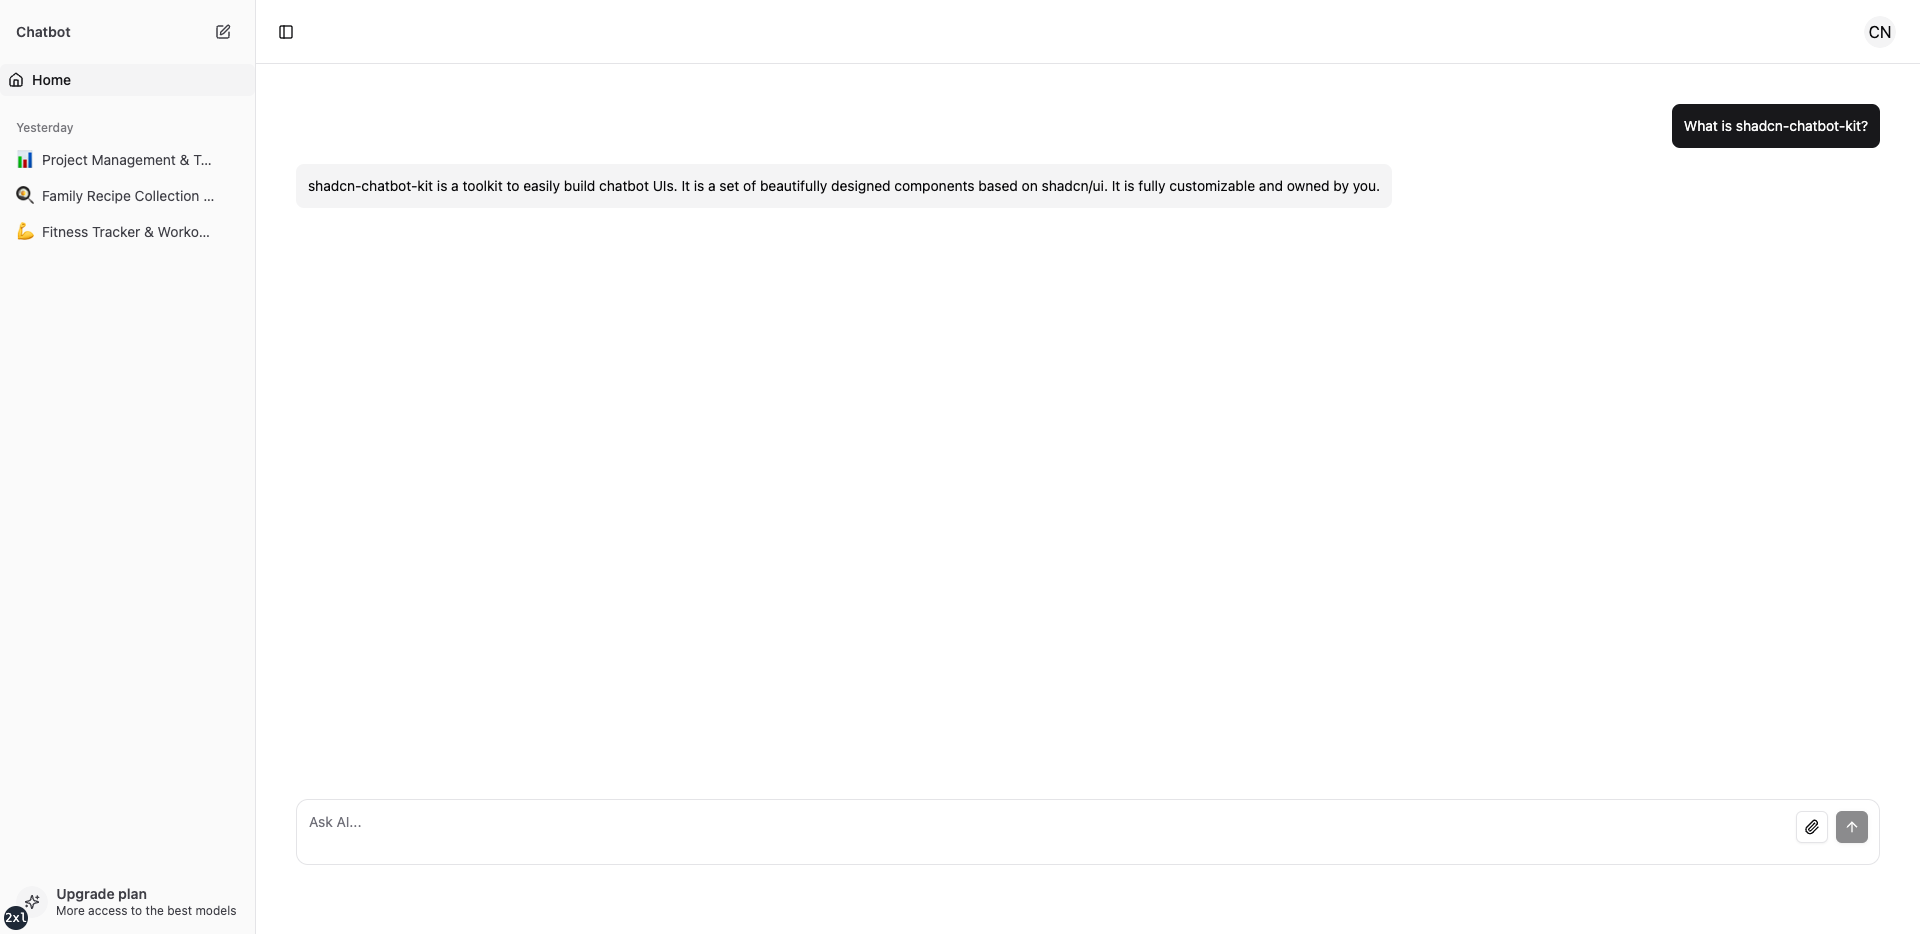 Chatbot
CN
Home
What is shadcn-chatbot-kit?
Yesterday
Project Management & T...
shadcn-chatbot-kit is a toolkit to easily build chatbot UIs. It is a set of beautifully designed components based on shadcn/ui. It is fully customizable and owned by you.
Family Recipe Collection ...
Fitness Tracker & Worko...
Ask AI...
Upgrade plan
More access to the best models
2xl